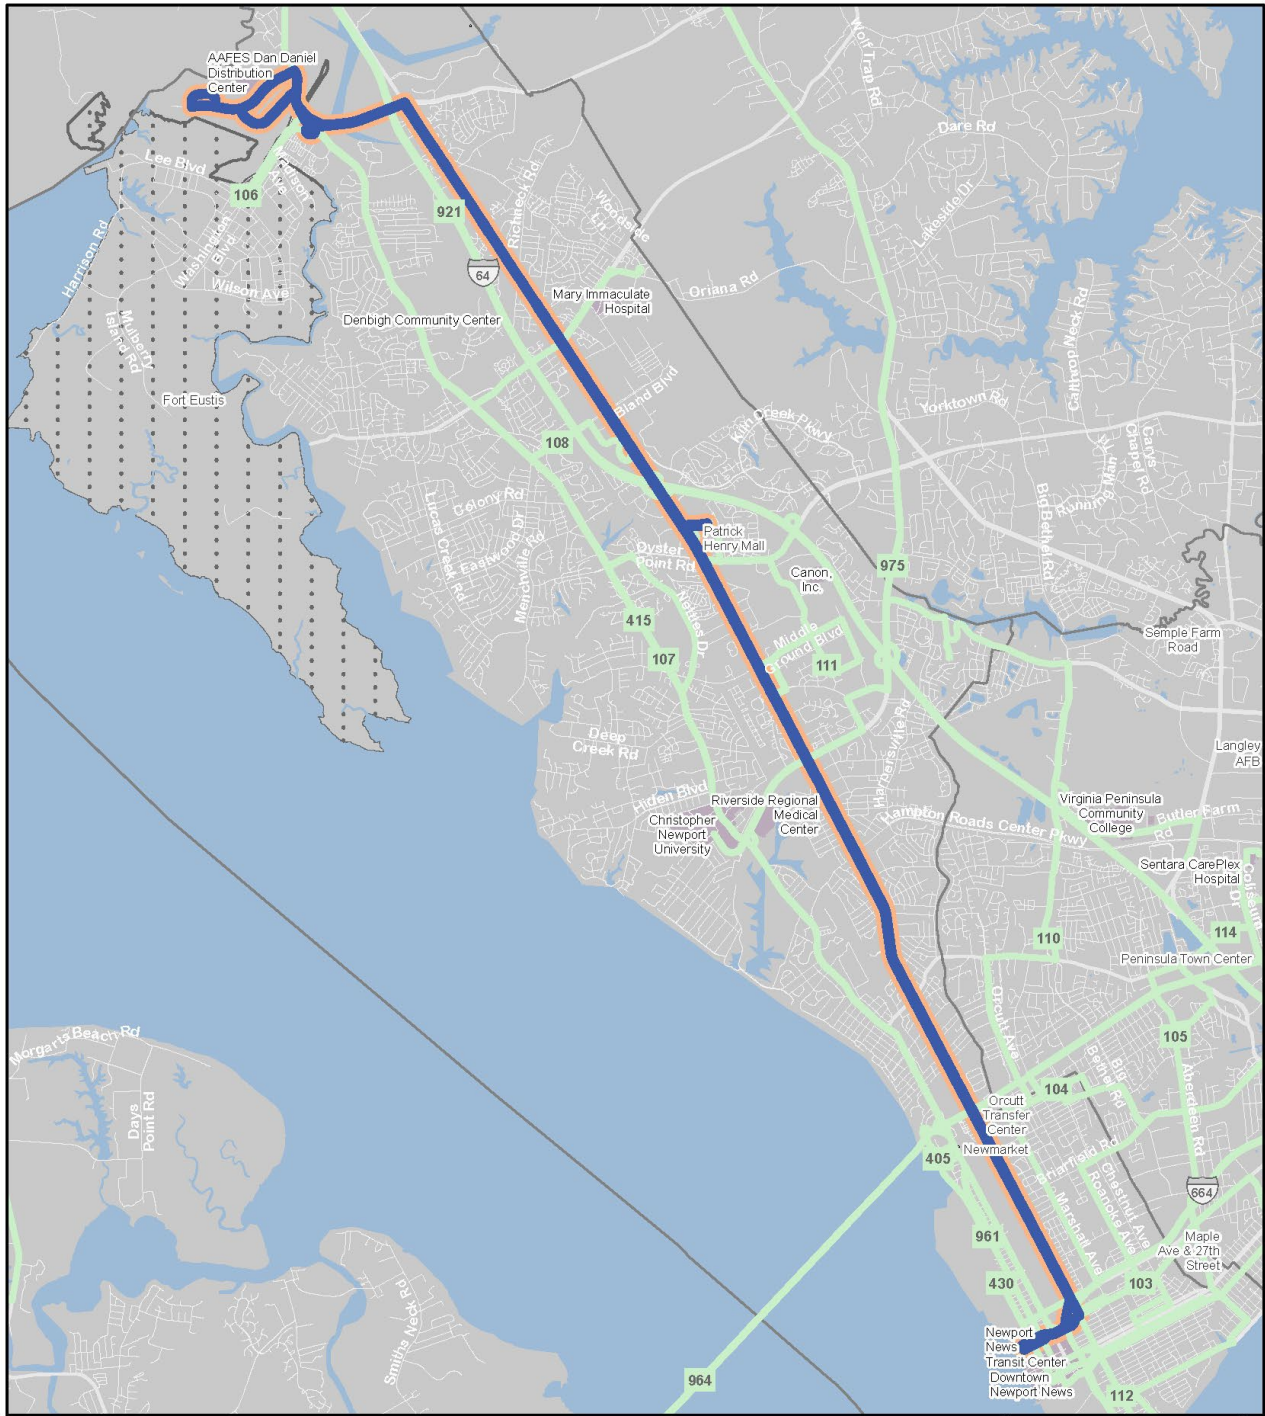 AAFES Dan Daniel
Distribution
Center
Wolf Trap Rd
Dare Rd
Lee Blvd
Madison
Ave
106
921
Richneck Rd
Woodside
Ln
Lakeside Dr
Harrison Rd
Washington
Blvd
64
Wilson Ave
Mary Immaculate
Hospital
Oriana Rd
Mulberry
Island Rd
Denbigh Community Center
Calthrop Neck Rd
Fort Eustis
Bland Blvd
Kiln Creek Pkwy
Yorktown Rd
108
Carys
Chapel Rd
Running Man
Big Bethel Rd
Colony Rd
Lucas Creek Rd
Eastwood Dr
Menchville Rd
Patrick
Henry Mall
Oyster
Point Rd
Canon,
Inc.
975
Nettles Dr
415
Middle
Ground Blvd
Semple Farm
Road
107
111
Harpersville Rd
Deep
Creek Rd
Langley
AFB
Hiden Blvd
Riverside Regional
Medical
Center
Virginia Peninsula
Community
College
Butler Farm
Rd
Christopher
Newport
University
Hampton Roads Center Pkwy
Sentara CarePlex
Hospital
Coliseum
Dr
114
110
Peninsula Town Center
Orcutt Ave
Morgarts Beach Rd
105
Big
Bethel Rd
Days
Point Rd
104
Aberdeen Rd
Orcutt
Transfer
Center
Newmarket
405
Briarfield Rd
Chestnut Ave
Roanoke Ave
Marshall Ave
664
961
Maple
Ave & 27th
Street
430
103
Smiths Neck Rd
Newport
News
Transit Center
Downtown
Newport News
964
112